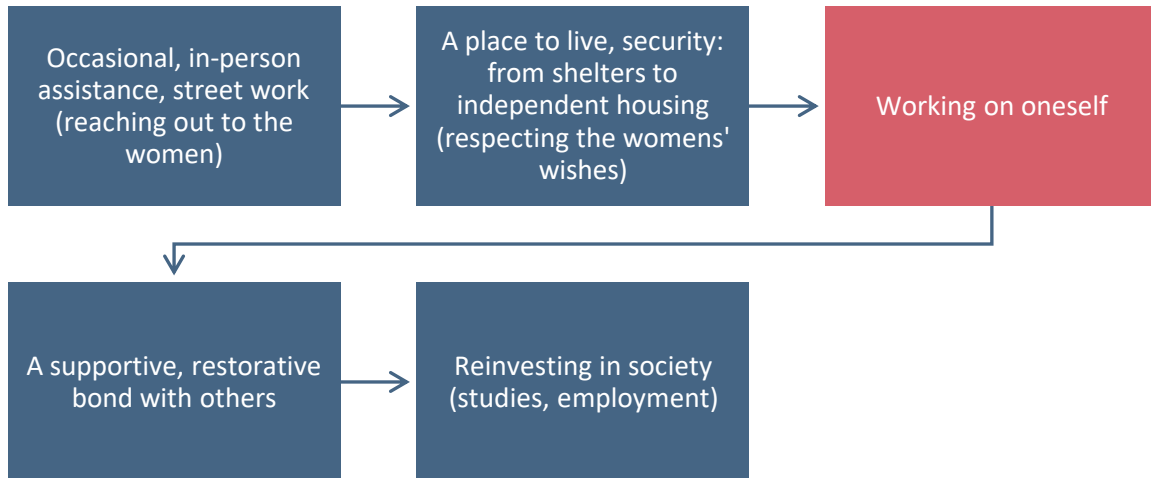 Occasional, in-person
assistance, street work
(reaching out to the
women)
A place to live, security:
from shelters to
independent housing
(respecting the womens'
wishes)
Working on oneself
A supportive, restorative
bond with others
Reinvesting in society
(studies, employment)